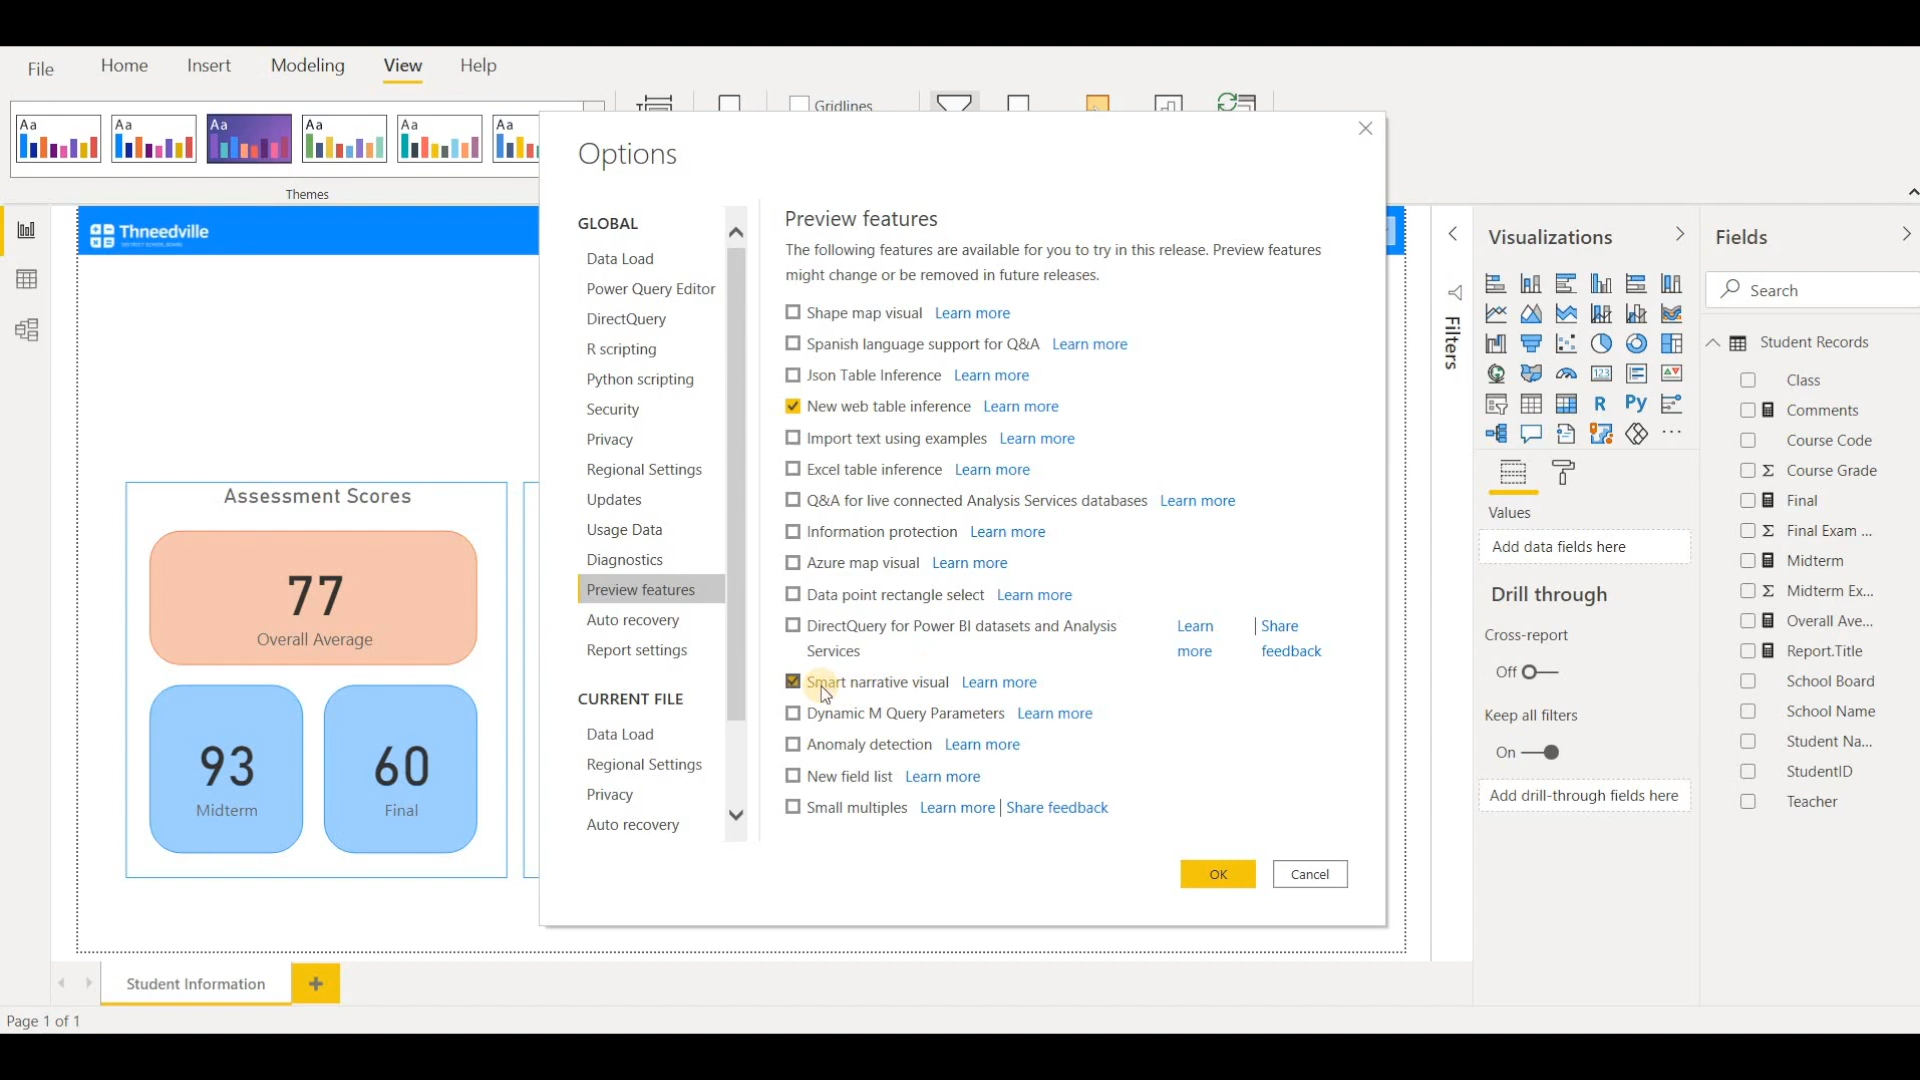 File Home Insert Modeling View Help
Gridlines
Aa Aa Aa Aa Aa Aa
Themes
Thneedville
Assessment Scores
77
Overall Average
93
Midterm
60
Final
Options
GLOBAL
Data Load
Power Query Editor
DirectQuery
R scripting
Python scripting
Security
Privacy
Regional Settings
Updates
Usage Data
Diagnostics
Preview features
Auto recovery
Report settings
CURRENT FILE
Data Load
Regional Settings
Privacy
Auto recovery
Preview features
The following features are available for you to try in this release. Preview features
might change or be removed in future releases.
Shape map visual Learn more
Spanish language support for Q&A Learn more
Json Table Inference Learn more
New web table inference Learn more
Import text using examples Learn more
Excel table inference Learn more
Q&A for live connected Analysis Services databases Learn more
Information protection Learn more
Azure map visual Learn more
Data point rectangle select Learn more
DirectQuery for Power BI datasets and Analysis Learn | Share
Services more feedback
Smart narrative visual Learn more
Dynamic M Query Parameters Learn more
Anomaly detection Learn more
New field list Learn more
Small multiples Learn more | Share feedback
OK Cancel
Filters
Visualizations
123
R Py
Values
Add data fields here
Drill through
Cross-report
Off
Keep all filters
On
Add drill-through fields here
Fields
Search
Student Records
Class
Comments
Course Code
Σ Course Grade
Final
Σ Final Exam ...
Midterm
Σ Midterm Ex...
Overall Ave...
Report.Title
School Board
School Name
Student Na...
StudentID
Teacher
Student Information
Page 1 of 1